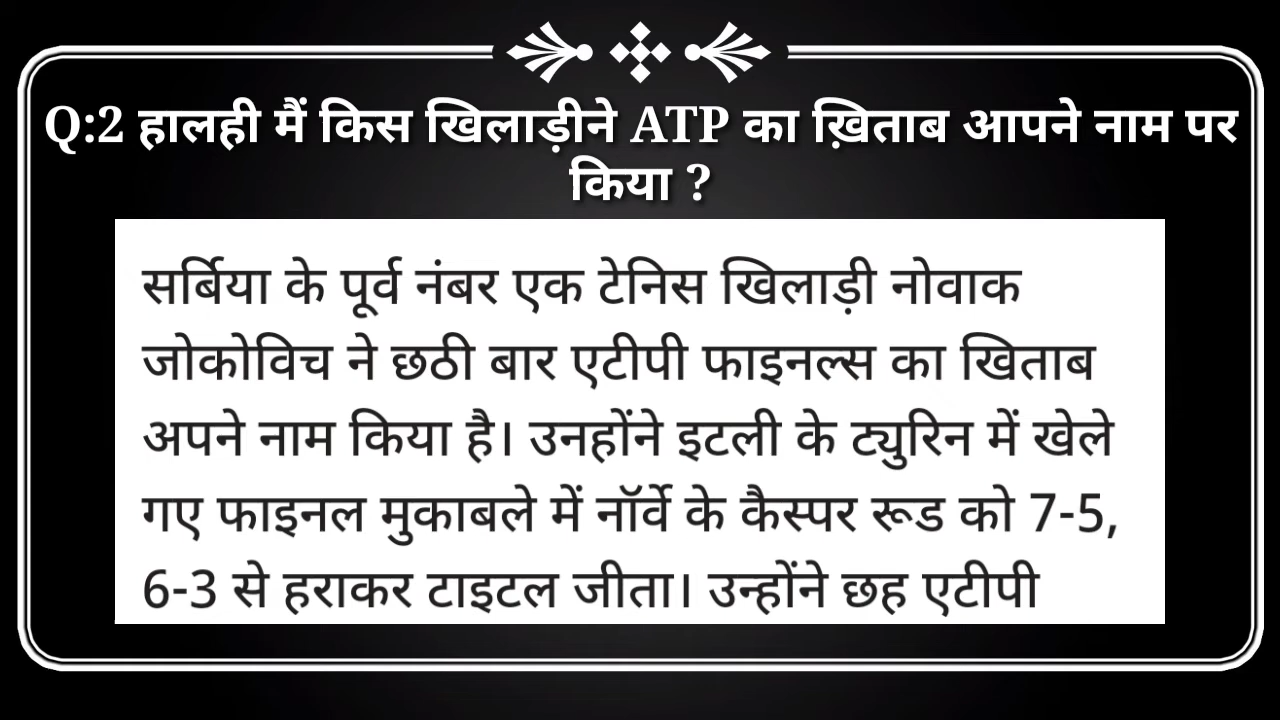 Q:2 हालही मैं किस खिलाड़ीने ATP का ख़िताब आपने नाम पर
किया ?
सर्बिया के पूर्व नंबर एक टेनिस खिलाड़ी नोवाक
जोकोविच ने छठी बार एटीपी फाइनल्स का खिताब
अपने नाम किया है। उनहोंने इटली के ट्युरिन में खेले
गए फाइनल मुकाबले में नॉर्वे के कैस्पर रूड को 7-5,
6-3 से हराकर टाइटल जीता। उन्होंने छह एटीपी